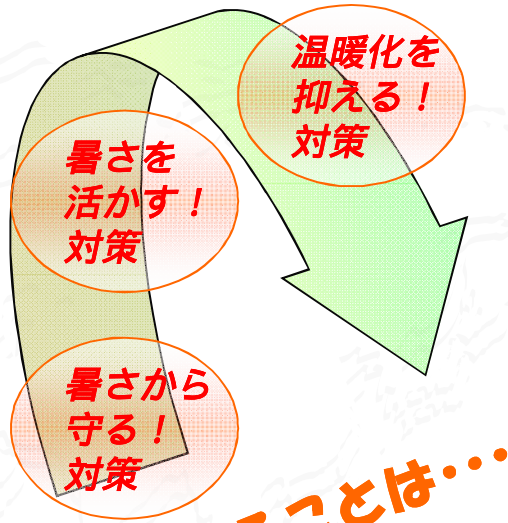 温暖化を
抑える！
対策
暑さを
活かす！
対策
暑さから
守る！
対策
ことは・・・